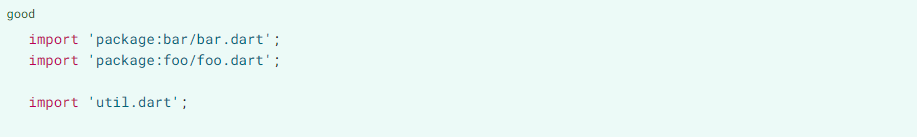 good
import 'package:bar/bar.dart';
import 'package:foo/foo.dart';
import 'util.dart';